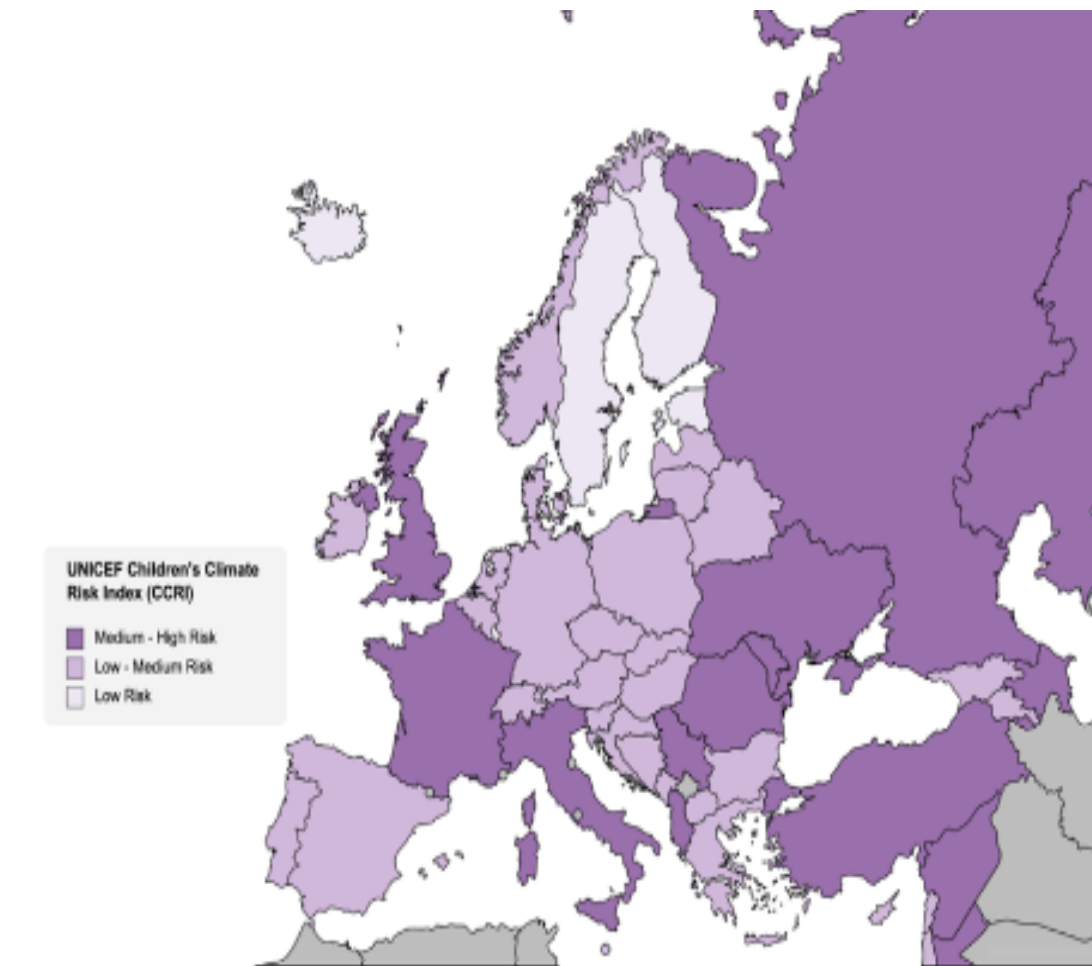 UNICEF Children's Climate
Risk Index (CCRI)
Medium - High Risk
Low - Medium Risk
Low Risk